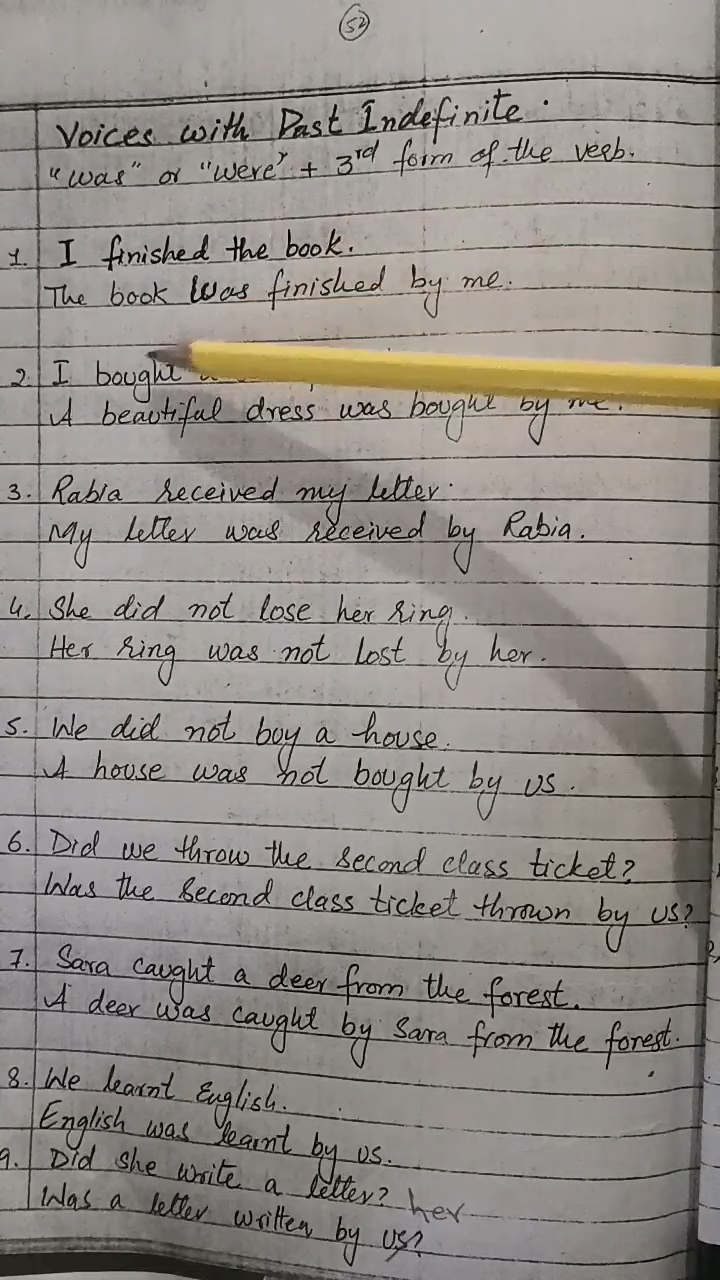 52
Voices with Past Indefinite.
"was" or "were" + 3rd form of the verb.
1. I finished the book.
The book was finished by me.
2. I bought
A beautiful dress was bought by me.
3. Rabia received my letter.
My letter was received by Rabia.
4. She did not lose her ring.
Her ring was not lost by her.
5. We did not boy a house.
A house was not bought by us.
6. Did we throw the second class ticket?
Was the second class ticket thrown by us?
7. Sara caught a deer from the forest.
A deer was caught by Sara from the forest.
8. We learnt English.
English was learnt by us.
9. Did she write a letter? her
Was a letter written by us?